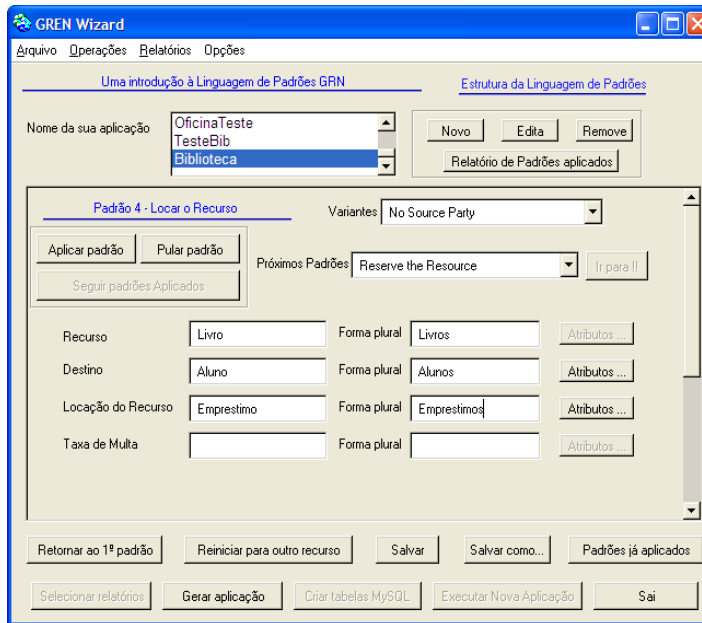 GREN Wizard
Arquivo Operações Relatórios Opções
Uma introdução à Linguagem de Padrões GRN
Estrutura da Linguagem de Padrões
Nome da sua aplicação
OficinaTeste
TesteBib
Biblioteca
Novo Edita Remove
Relatório de Padrões aplicados
Padrão 4 - Locar o Recurso
Variantes No Source Party
Aplicar padrão Pular padrão
Próximos Padrões Reserve the Resource Ir para !!
Seguir padrões Aplicados
Recurso Livro Forma plural Livros Atributos ...
Destino Aluno Forma plural Alunos Atributos ...
Locação do Recurso Emprestimo Forma plural Emprestimos Atributos ...
Taxa de Multa Forma plural Atributos ...
Retornar ao 1º padrão Reiniciar para outro recurso Salvar Salvar como... Padrões já aplicados
Selecionar relatórios Gerar aplicação Criar tabelas MySQL Executar Nova Aplicação Sai